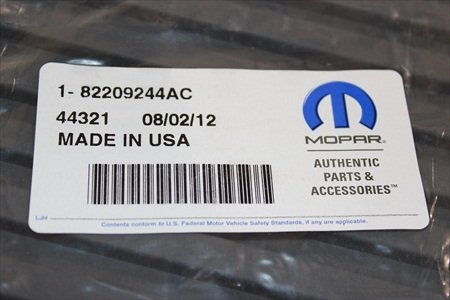 1- 82209244AC
44321 08/02/12
MADE IN USA
MOPAR®
AUTHENTIC
PARTS &
ACCESSORIES™
Contents conform to U.S. Federal Motor Vehicle Safety Standards, if any are applicable.